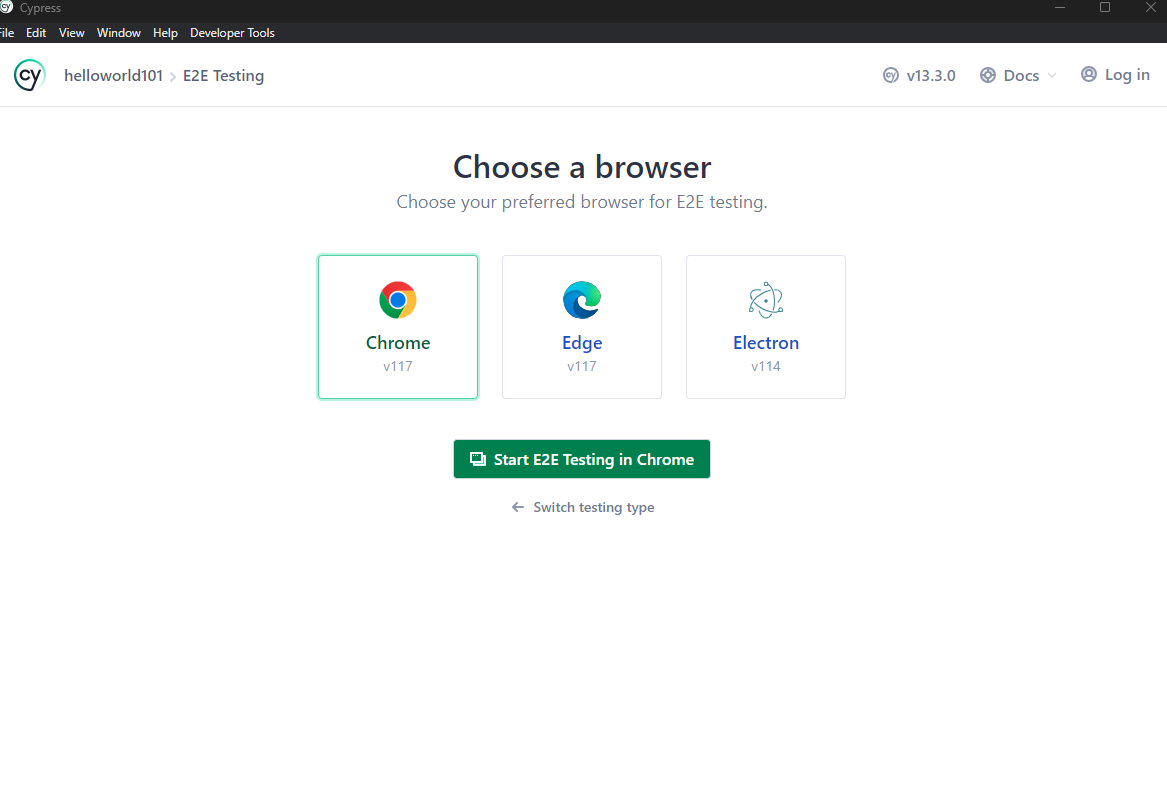 cy Cypress
File Edit View Window Help Developer Tools
cy helloworld101 > E2E Testing cy v13.3.0 Docs Log in
Choose a browser
Choose your preferred browser for E2E testing.
Chrome Edge Electron
v117 v117 v114
Start E2E Testing in Chrome
← Switch testing type